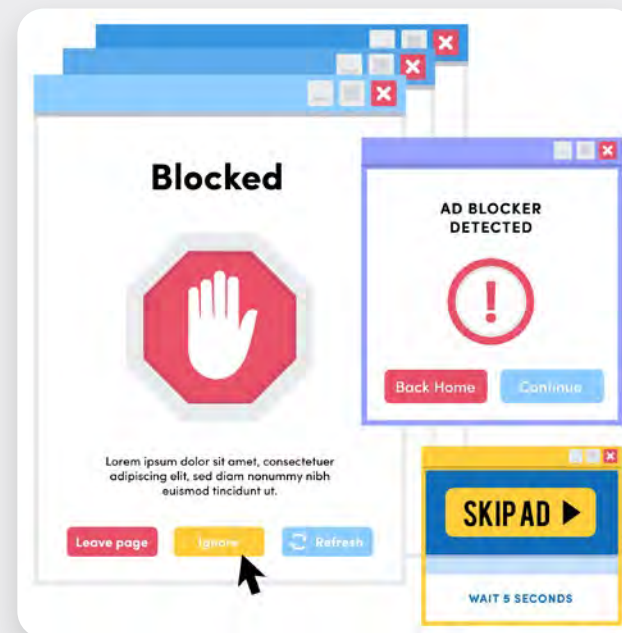 Blocked
Lorem ipsum dolor sit amet, consectetuer
adipiscing elit, sed diam nonummy nibh
euismod tincidunt ut.
Leave page
Ignore
Refresh
AD BLOCKER
DETECTED
!
Back Home
Continue
SKIP AD
WAIT 5 SECONDS